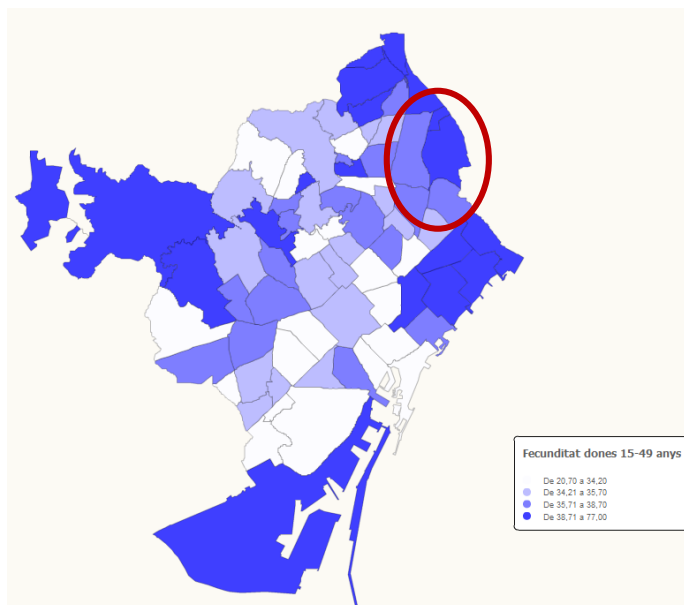 Fecunditat dones 15-49 anys
De 20,70 a 34,20
De 34,21 a 35,70
De 35,71 a 38,70
De 38,71 a 77,00